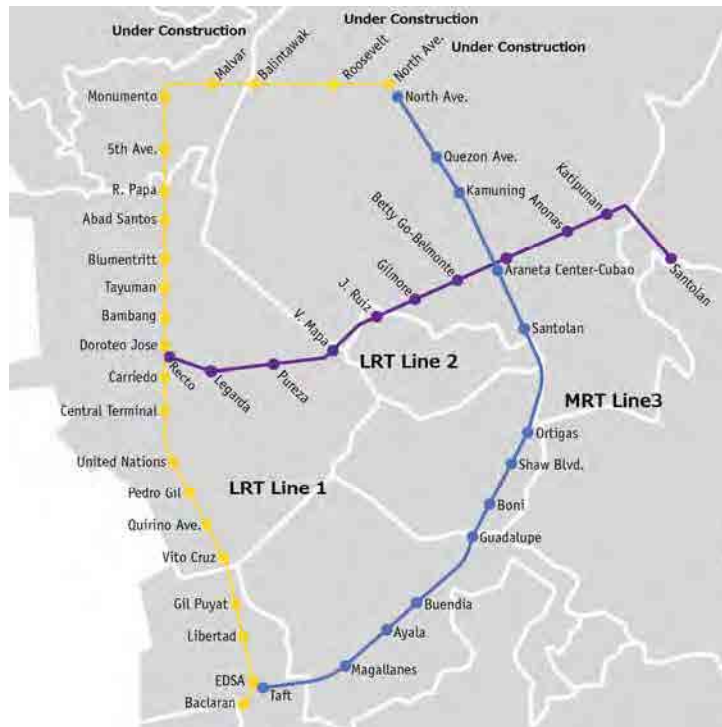 Under Construction
Under Construction
Under Construction
Malvar
Balintawak
Roosevelt
North Ave.
Monumento
North Ave.
5th Ave.
Quezon Ave.
R. Papa
Kamuning
Abad Santos
Katipunan
Anonas
Betty Go-Belmonte
Blumentritt
Araneta Center-Cubao
Santolan
Tayuman
Gilmore
J. Ruiz
Bambang
V. Mapa
Santolan
Doroteo Jose
LRT Line 2
Recto
Legarda
Pureza
Carriedo
Central Terminal
MRT Line3
Ortigas
United Nations
Shaw Blvd.
LRT Line 1
Pedro Gil
Boni
Quirino Ave.
Guadalupe
Vito Cruz
Gil Puyat
Buendia
Libertad
Ayala
Magallanes
EDSA
Taft
Baclaran